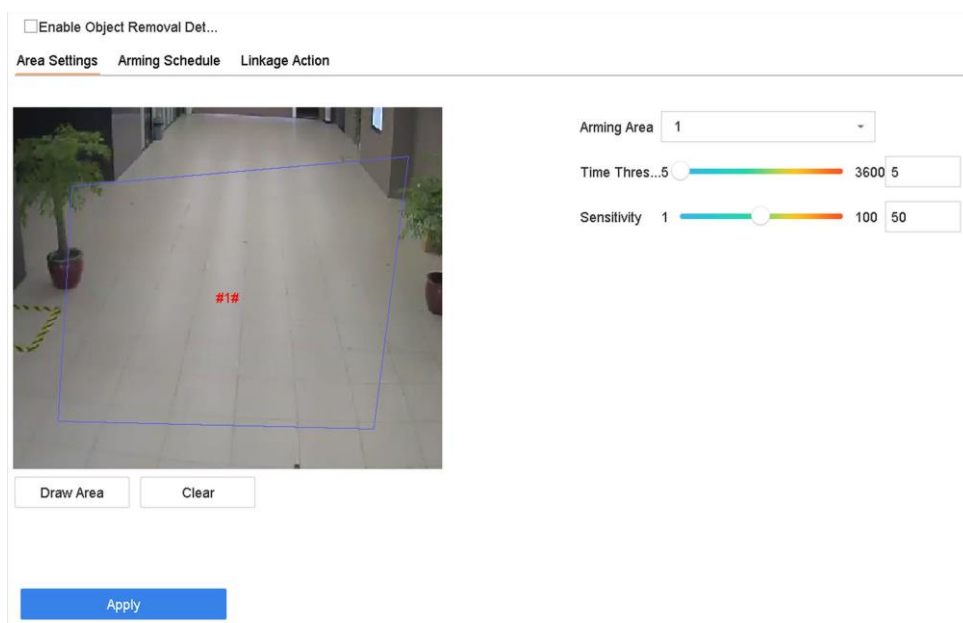 Enable Object Removal Det...
Area Settings Arming Schedule Linkage Action
Arming Area 1
Time Thres...5 3600 5
Sensitivity 1 100 50
#1#
Draw Area Clear
Apply